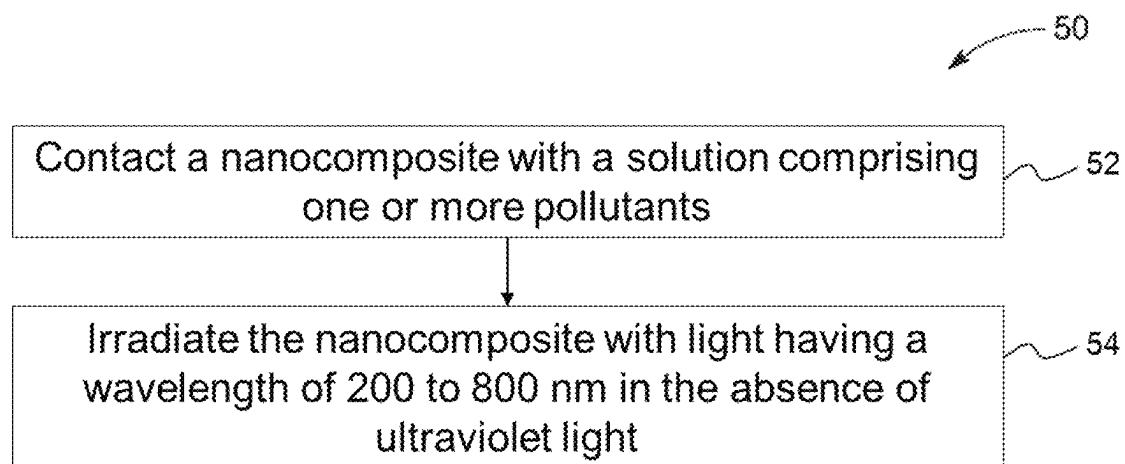 50
Contact a nanocomposite with a solution comprising
one or more pollutants
52
Irradiate the nanocomposite with light having a
wavelength of 200 to 800 nm in the absence of
ultraviolet light
54